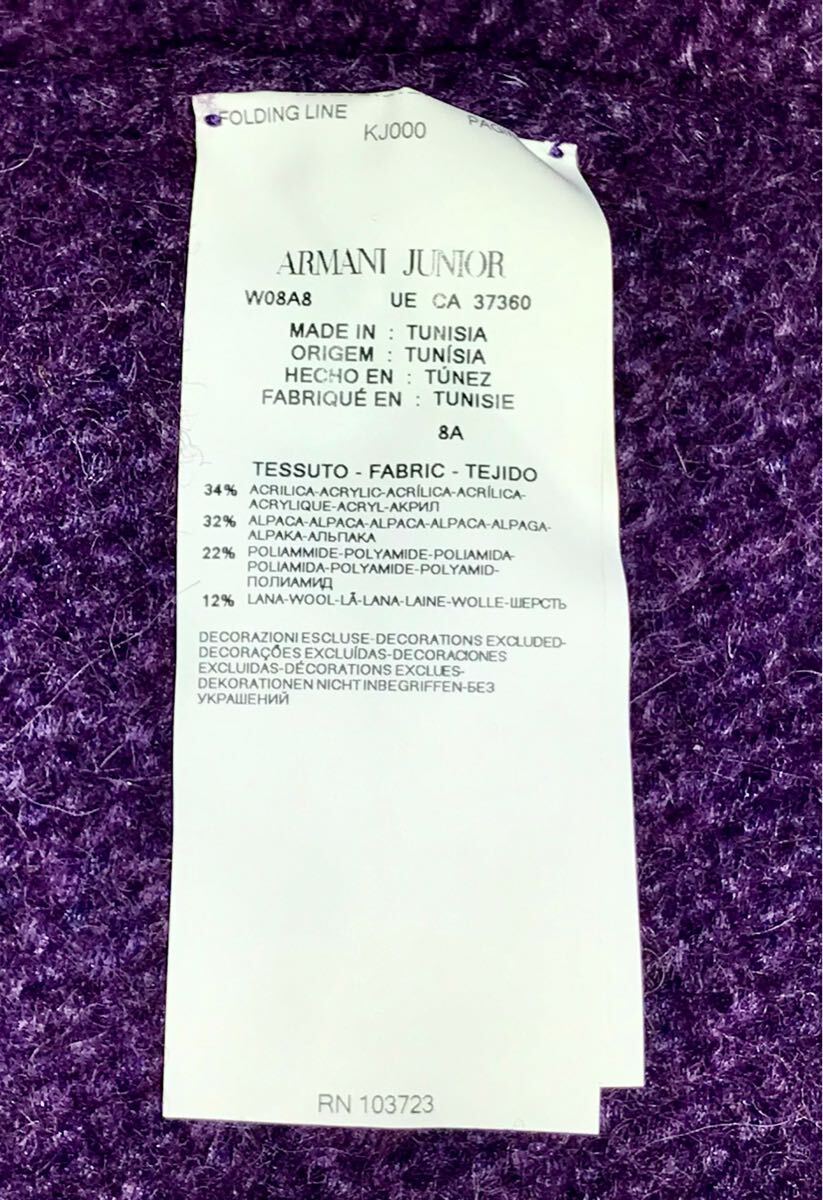 FOLDING LINE
KJ000
ARMANI JUNIOR
W08A8 UE CA 37360
MADE IN : TUNISIA
ORIGEM : TUNÍSIA
HECHO EN : TÚNEZ
FABRIQUÉ EN : TUNISIE
8A
TESSUTO - FABRIC - TEJIDO
34% ACRILICA-ACRYLIC-ACRÍLICA-ACRÍLICA-
ACRYLIQUE-ACRYL-АКРИЛ
32% ALPACA-ALPACA-ALPACA-ALPACA-ALPAGA-
ALPAKA-АЛЬПАКА
22% POLIAMMIDE-POLYAMIDE-POLIAMIDA-
POLIAMIDA-POLYAMIDE-POLYAMID-
ПОЛИАМИД
12% LANA-WOOL-LÃ-LANA-LAINE-WOLLE-ШЕРСТЬ
DECORAZIONI ESCLUSE-DECORATIONS EXCLUDED-
DECORAÇÕES EXCLUÍDAS-DECORACIONES
EXCLUIDAS-DÉCORATIONS EXCLUES-
DEKORATIONEN NICHT INBEGRIFFEN-БЕЗ
УКРАШЕНИЙ
RN 103723